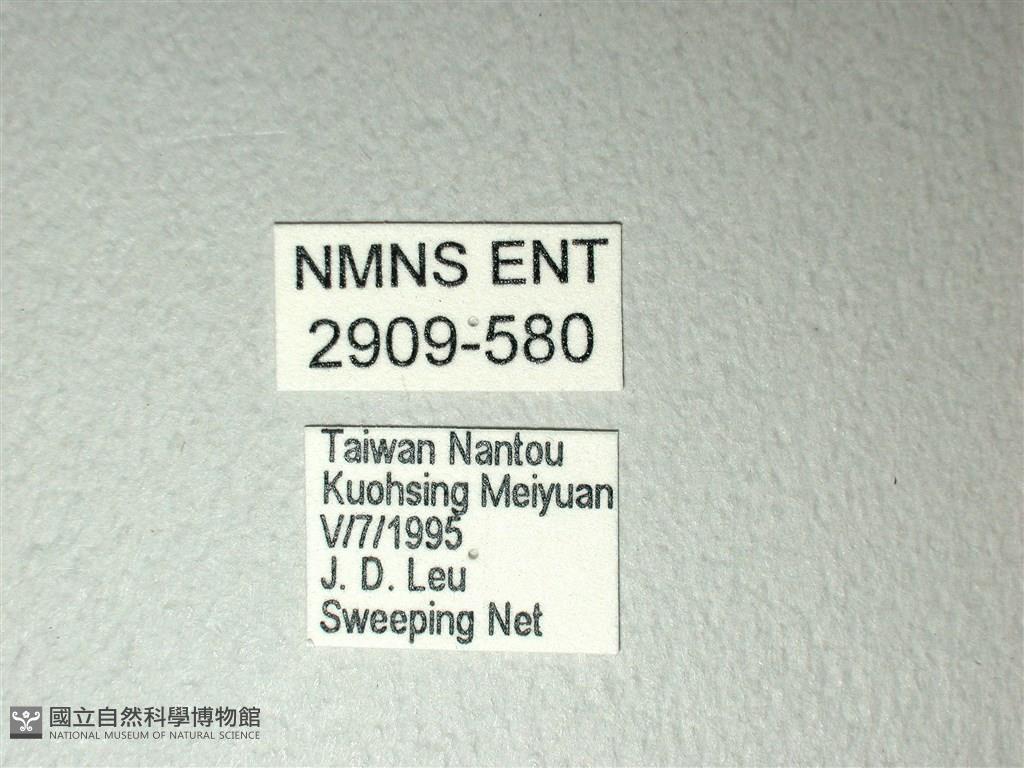 NMNS ENT
2909-580
Taiwan Nantou
Kuohsing Meiyuan
V/7/1995
J. D. Leu
Sweeping Net
國立自然科學博物館
NATIONAL MUSEUM OF NATURAL SCIENCE